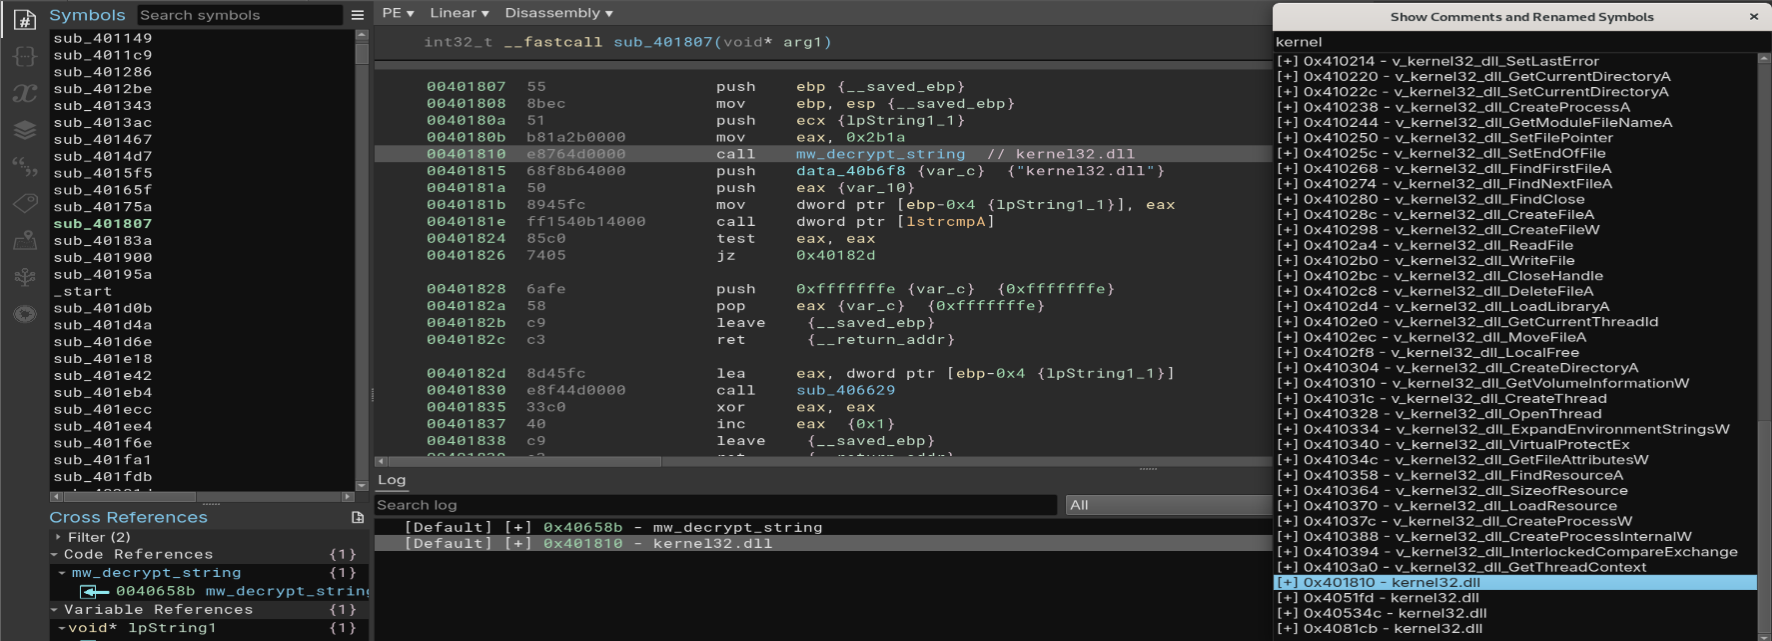 Symbols
Search symbols
sub_401149
sub_4011c9
sub_401286
sub_4012be
sub_401343
sub_4013ac
sub_401467
sub_4014d7
sub_4015f5
sub_40165f
sub_40175a
sub_401807
sub_40183a
sub_401900
sub_40195a
_start
sub_401d0b
sub_401d4a
sub_401d6e
sub_401e18
sub_401e42
sub_401eb4
sub_401ecc
sub_401ee4
sub_401f6e
sub_401fa1
sub_401fdb
Cross References
Filter (2)
Code References {1}
mw_decrypt_string {1}
0040658b mw_decrypt_string
Variable References {1}
void* lpString1 {1}
PE ▾ Linear ▾ Disassembly ▾
int32_t __fastcall sub_401807(void* arg1)
00401807 55 push ebp {__saved_ebp}
00401808 8bec mov ebp, esp {__saved_ebp}
0040180a 51 push ecx {lpString1_1}
0040180b b81a2b0000 mov eax, 0x2b1a
00401810 e8764d0000 call mw_decrypt_string // kernel32.dll
00401815 68f8b64000 push data_40b6f8 {var_c} {"kernel32.dll"}
0040181a 50 push eax {var_10}
0040181b 8945fc mov dword ptr [ebp-0x4 {lpString1_1}], eax
0040181e ff1540b14000 call dword ptr [lstrcmpA]
00401824 85c0 test eax, eax
00401826 7405 jz 0x40182d
00401828 6afe push 0xfffffffe {var_c} {0xfffffffe}
0040182a 58 pop eax {var_c} {0xfffffffe}
0040182b c9 leave {__saved_ebp}
0040182c c3 ret {__return_addr}
0040182d 8d45fc lea eax, dword ptr [ebp-0x4 {lpString1_1}]
00401830 e8f44d0000 call sub_406629
00401835 33c0 xor eax, eax
00401837 40 inc eax {0x1}
00401838 c9 leave {__saved_ebp}
Log
Search log
All
[Default] [+] 0x40658b - mw_decrypt_string
[Default] [+] 0x401810 - kernel32.dll
Show Comments and Renamed Symbols ×
kernel
[+] 0x410214 - v_kernel32_dll_SetLastError
[+] 0x410220 - v_kernel32_dll_GetCurrentDirectoryA
[+] 0x41022c - v_kernel32_dll_SetCurrentDirectoryA
[+] 0x410238 - v_kernel32_dll_CreateProcessA
[+] 0x410244 - v_kernel32_dll_GetModuleFileNameA
[+] 0x410250 - v_kernel32_dll_SetFilePointer
[+] 0x41025c - v_kernel32_dll_SetEndOfFile
[+] 0x410268 - v_kernel32_dll_FindFirstFileA
[+] 0x410274 - v_kernel32_dll_FindNextFileA
[+] 0x410280 - v_kernel32_dll_FindClose
[+] 0x41028c - v_kernel32_dll_CreateFileA
[+] 0x410298 - v_kernel32_dll_CreateFileW
[+] 0x4102a4 - v_kernel32_dll_ReadFile
[+] 0x4102b0 - v_kernel32_dll_WriteFile
[+] 0x4102bc - v_kernel32_dll_CloseHandle
[+] 0x4102c8 - v_kernel32_dll_DeleteFileA
[+] 0x4102d4 - v_kernel32_dll_LoadLibraryA
[+] 0x4102e0 - v_kernel32_dll_GetCurrentThreadId
[+] 0x4102ec - v_kernel32_dll_MoveFileA
[+] 0x4102f8 - v_kernel32_dll_LocalFree
[+] 0x410304 - v_kernel32_dll_CreateDirectoryA
[+] 0x410310 - v_kernel32_dll_GetVolumeInformationW
[+] 0x41031c - v_kernel32_dll_CreateThread
[+] 0x410328 - v_kernel32_dll_OpenThread
[+] 0x410334 - v_kernel32_dll_ExpandEnvironmentStringsW
[+] 0x410340 - v_kernel32_dll_VirtualProtectEx
[+] 0x41034c - v_kernel32_dll_GetFileAttributesW
[+] 0x410358 - v_kernel32_dll_FindResourceA
[+] 0x410364 - v_kernel32_dll_SizeofResource
[+] 0x410370 - v_kernel32_dll_LoadResource
[+] 0x41037c - v_kernel32_dll_CreateProcessW
[+] 0x410388 - v_kernel32_dll_CreateProcessInternalW
[+] 0x410394 - v_kernel32_dll_InterlockedCompareExchange
[+] 0x4103a0 - v_kernel32_dll_GetThreadContext
[+] 0x401810 - kernel32.dll
[+] 0x4051fd - kernel32.dll
[+] 0x40534c - kernel32.dll
[+] 0x4081cb - kernel32.dll